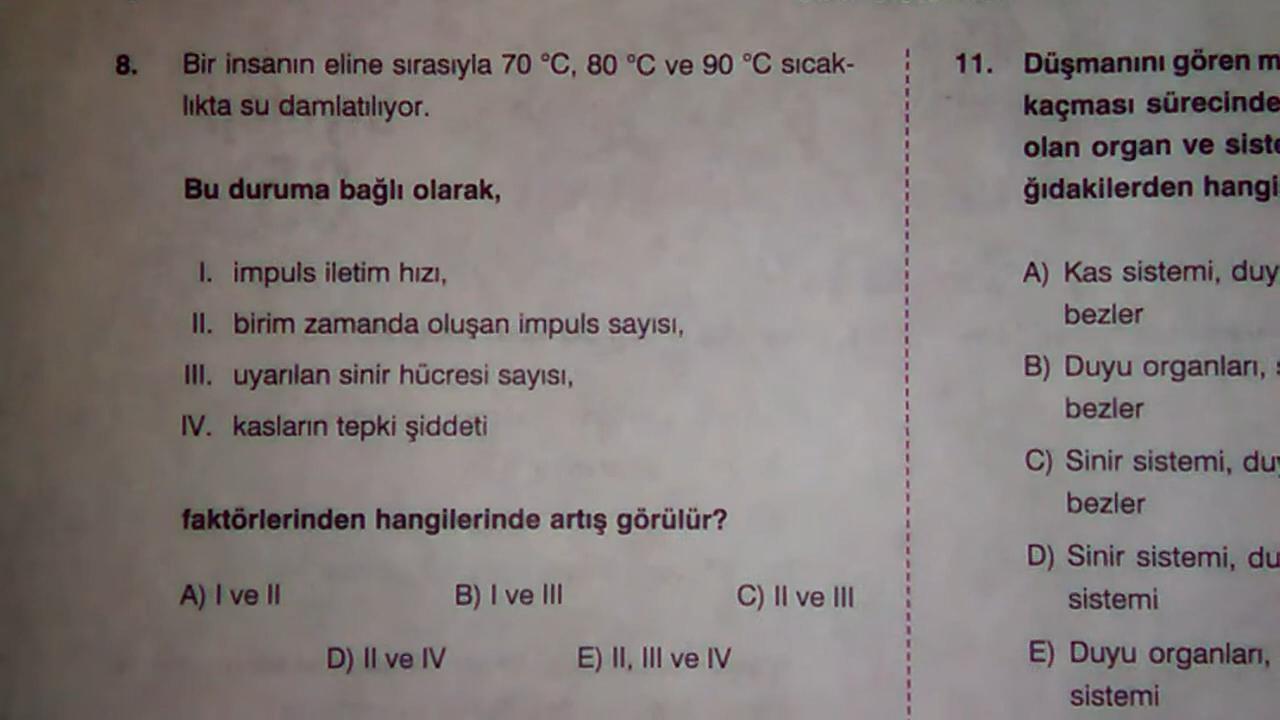 8. Bir insanın eline sırasıyla 70 °C, 80 °C ve 90 °C sıcak-
lıkta su damlatılıyor.
Bu duruma bağlı olarak,
I. impuls iletim hızı,
II. birim zamanda oluşan impuls sayısı,
III. uyarılan sinir hücresi sayısı,
IV. kasların tepki şiddeti
faktörlerinden hangilerinde artış görülür?
A) I ve II B) I ve III C) II ve III
D) II ve IV E) II, III ve IV
11. Düşmanını gören
kaçması sürecinde
olan organ ve
ğıdakilerden
A) Kas sistemi,
bezler
B) Duyu organları,
bezler
C) Sinir sistemi,
bezler
D) Sinir sistemi,
sistemi
E) Duyu organları,
sistemi